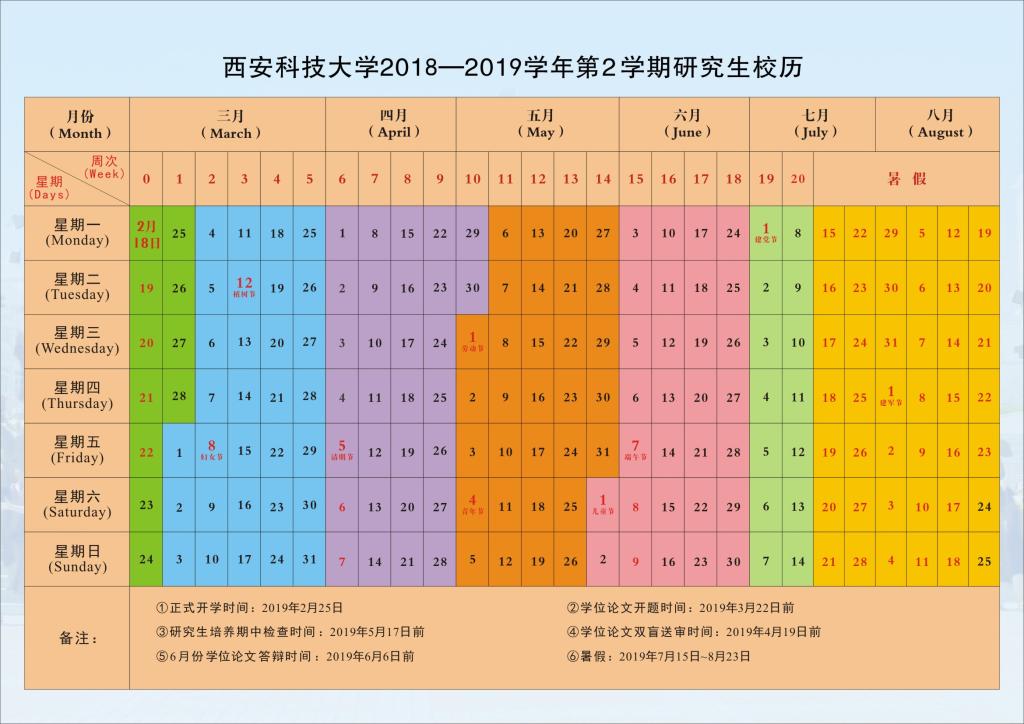 西安科技大学2018—2019学年第2学期研究生校历
月份 三月 四月 五月 六月 七月 八月
(Month) (March) (April) (May) (June) (July) (August)
周次
(Week)
星期
(Days)
0 1 2 3 4 5 6 7 8 9 10 11 12 13 14 15 16 17 18 19 20 暑 假
星期一
(Monday)
2月
18日 25 4 11 18 25 1 8 15 22 29 6 13 20 27 3 10 17 24 1 8 15 22 29 5 12 19
建党节
星期二
(Tuesday)
19 26 5 12 19 26 2 9 16 23 30 7 14 21 28 4 11 18 25 2 9 16 23 30 6 13 20
植树节
星期三
(Wednesday)
20 27 6 13 20 27 3 10 17 24 1 8 15 22 29 5 12 19 26 3 10 17 24 31 7 14 21
劳动节
星期四
(Thursday)
21 28 7 14 21 28 4 11 18 25 2 9 16 23 30 6 13 20 27 4 11 18 25 1 8 15 22
建军节
星期五
(Friday)
22 1 8 15 22 29 5 12 19 26 3 10 17 24 31 7 14 21 28 5 12 19 26 2 9 16 23
妇女节 清明节 端午节
星期六
(Saturday)
23 2 9 16 23 30 6 13 20 27 4 11 18 25 1 8 15 22 29 6 13 20 27 3 10 17 24
青年节 儿童节
星期日
(Sunday)
24 3 10 17 24 31 7 14 21 28 5 12 19 26 2 9 16 23 30 7 14 21 28 4 11 18 25
备注：
①正式开学时间：2019年2月25日 ②学位论文开题时间：2019年3月22日前
③研究生培养期中检查时间：2019年5月17日前 ④学位论文双盲送审时间：2019年4月19日前
⑤6月份学位论文答辩时间：2019年6月6日前 ⑥暑假：2019年7月15日~8月23日